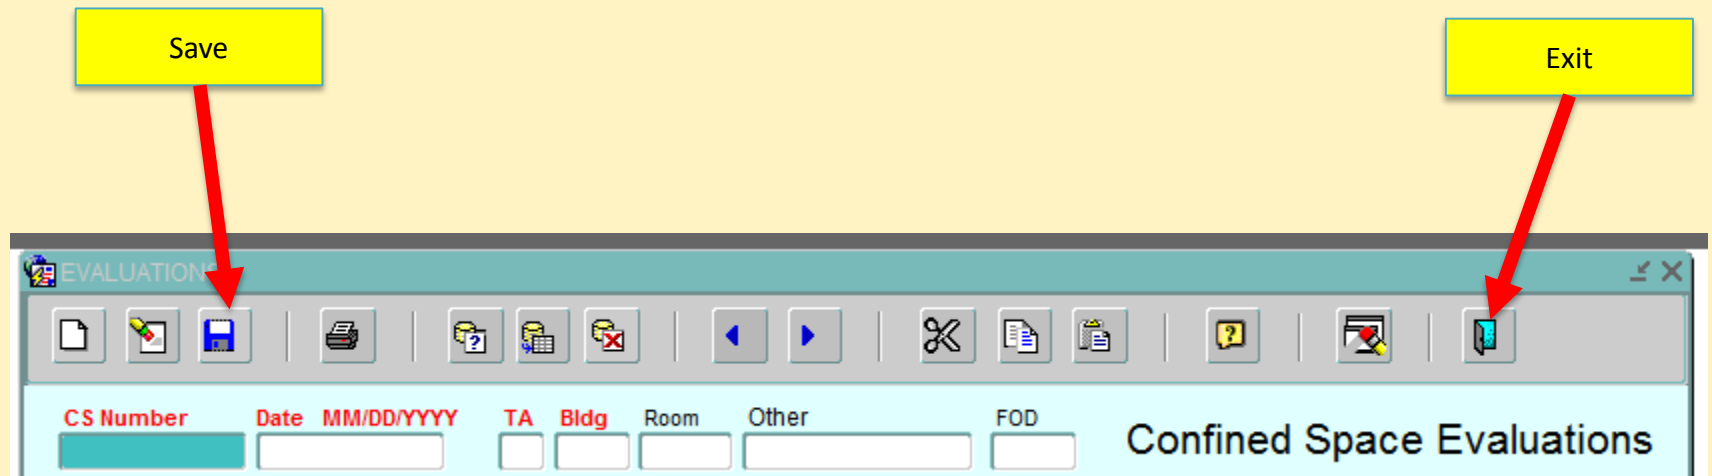 Save
Exit
EVALUATIONS
CS Number Date MM/DD/YYYY TA Bldg Room Other FOD
Confined Space Evaluations